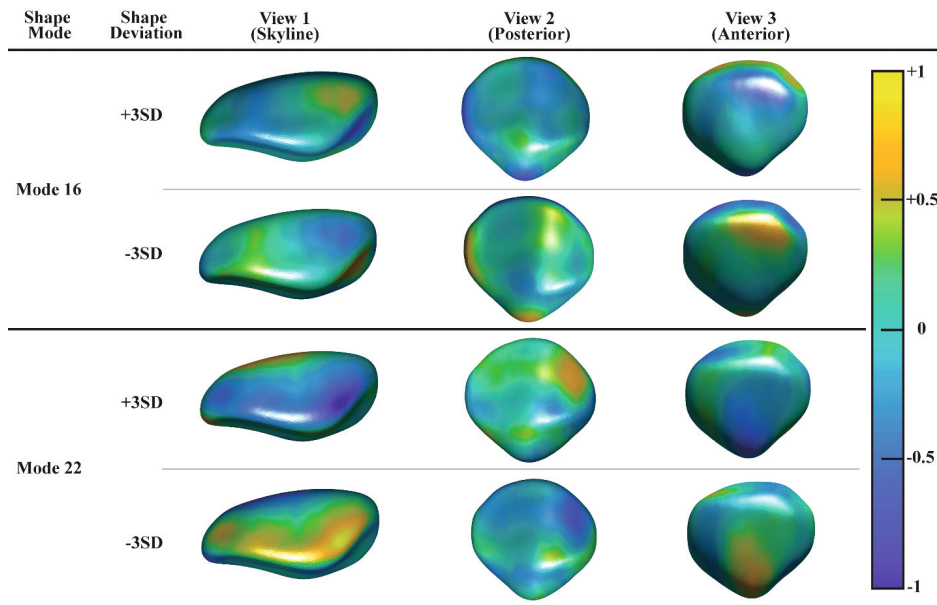 Shape Mode
Shape Deviation
View 1
(Skyline)
View 2
(Posterior)
View 3
(Anterior)
+3SD
Mode 16
-3SD
+3SD
Mode 22
-3SD
+1
+0.5
0
-0.5
-1